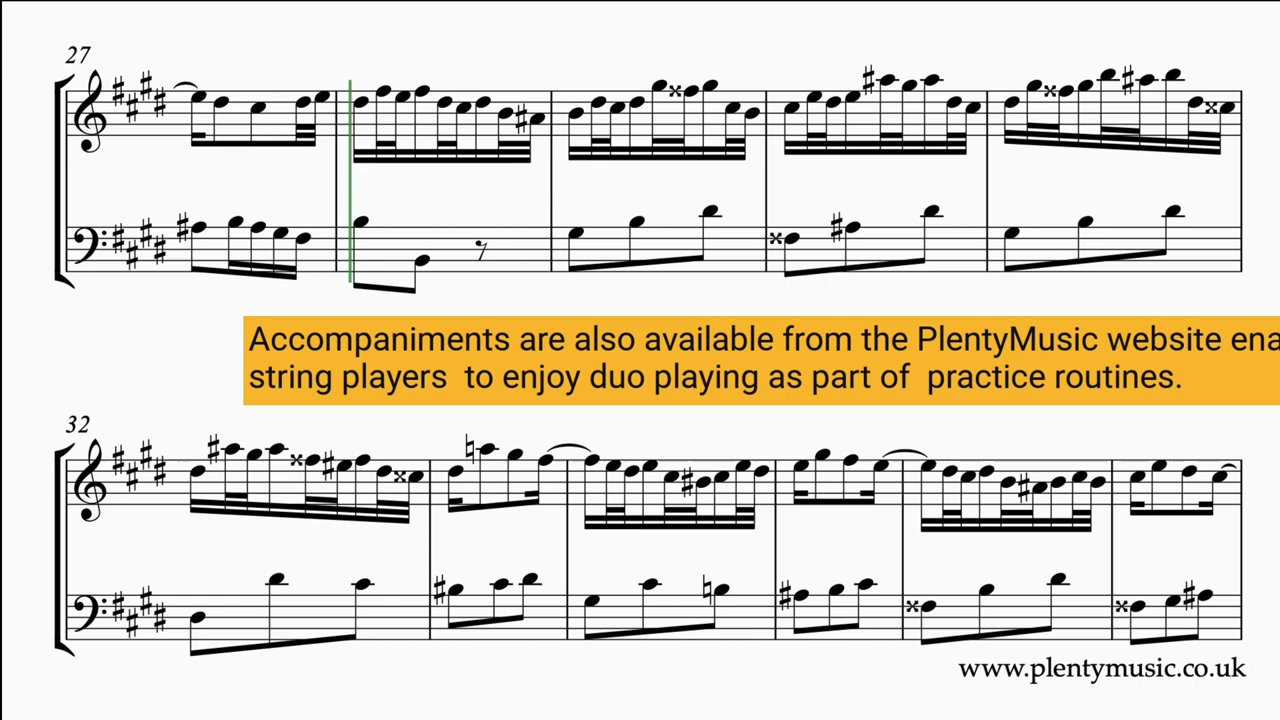 27
Accompaniments are also available from the PlentyMusic website ena
string players  to enjoy duo playing as part of  practice routines.
32
www.plentymusic.co.uk